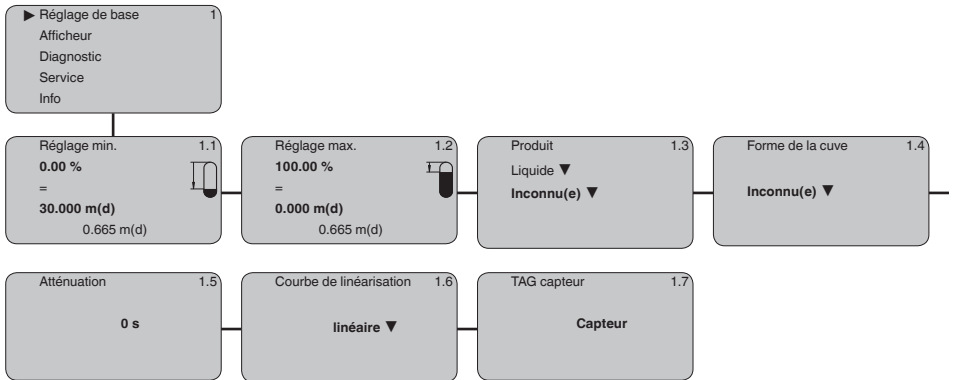 ▶ Réglage de base 1
Afficheur
Diagnostic
Service
Info
Réglage min. 1.1
0.00 %
=
30.000 m(d)
0.665 m(d)
Réglage max. 1.2
100.00 %
=
0.000 m(d)
0.665 m(d)
Produit 1.3
Liquide ▼
Inconnu(e) ▼
Forme de la cuve 1.4
Inconnu(e) ▼
Atténuation 1.5
0 s
Courbe de linéarisation 1.6
linéaire ▼
TAG capteur 1.7
Capteur